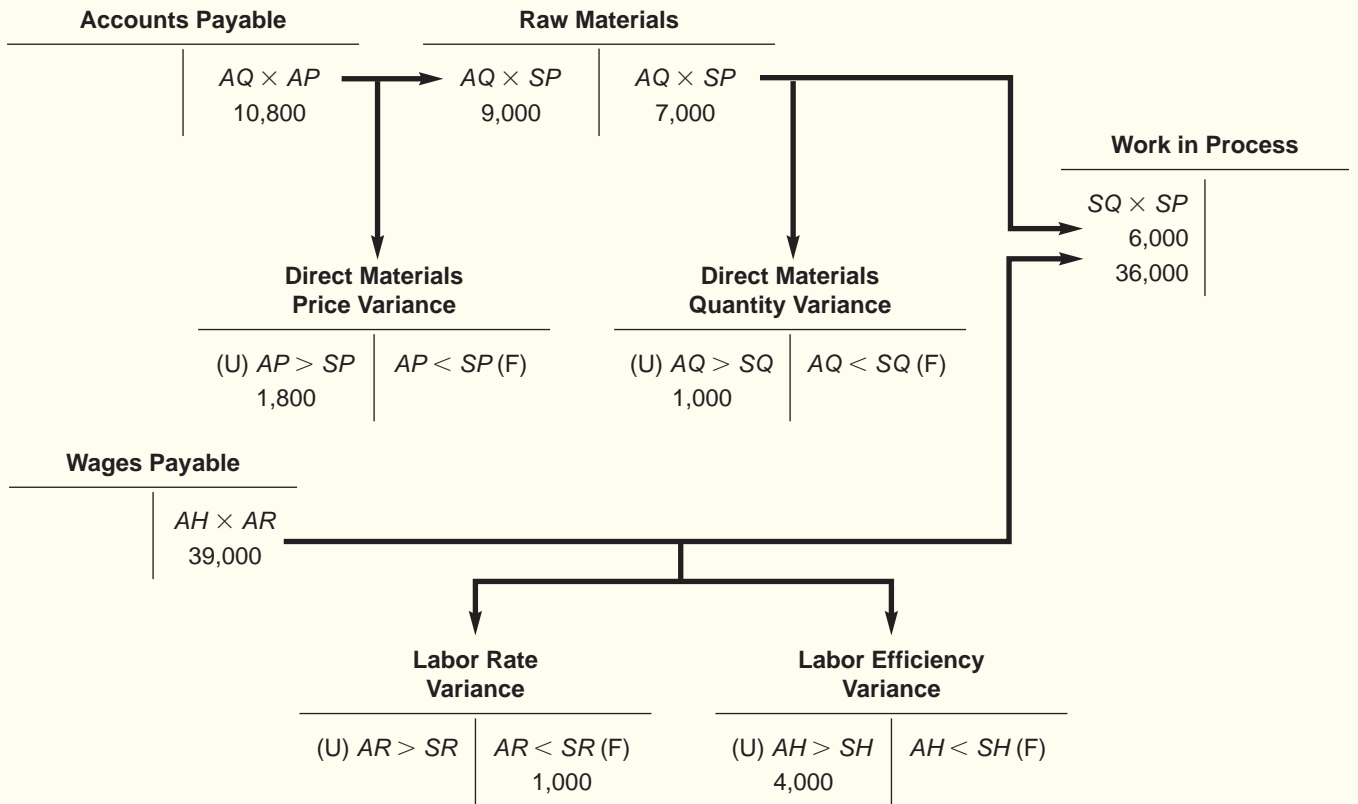 Accounts Payable
AQ × AP
10,800
Raw Materials
AQ × SP
9,000
AQ × SP
7,000
Work in Process
SQ × SP
6,000
36,000
Direct Materials
Price Variance
(U) AP > SP
1,800
AP < SP (F)
Direct Materials
Quantity Variance
(U) AQ > SQ
1,000
AQ < SQ (F)
Wages Payable
AH × AR
39,000
Labor Rate
Variance
(U) AR > SR
AR < SR (F)
1,000
Labor Efficiency
Variance
(U) AH > SH
4,000
AH < SH (F)